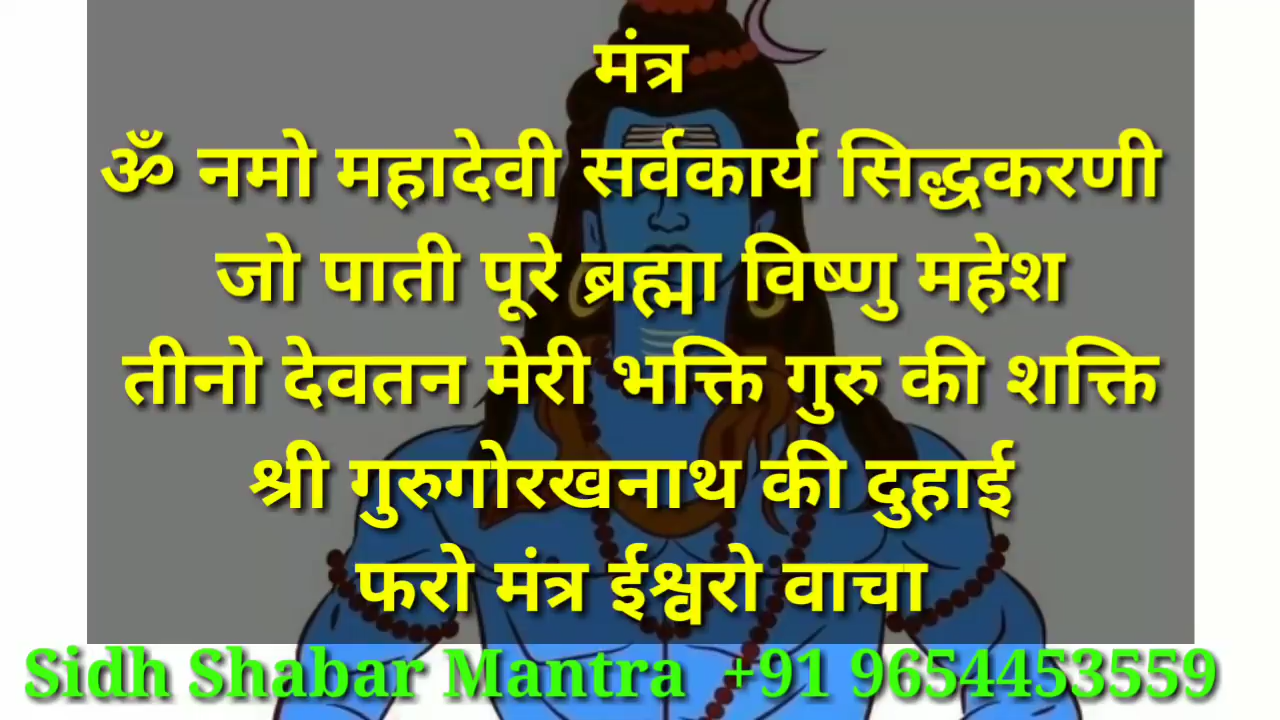 मंत्र
ॐ नमो महादेवी सर्वकार्य सिद्धकरणी
जो पाती पूरे ब्रह्मा विष्णु महेश
तीनो देवतन मेरी भक्ति गुरु की शक्ति
श्री गुरुगोरखनाथ की दुहाई
फरो मंत्र ईश्वरो वाचा
Sidh Shabar Mantra +91 9654453559